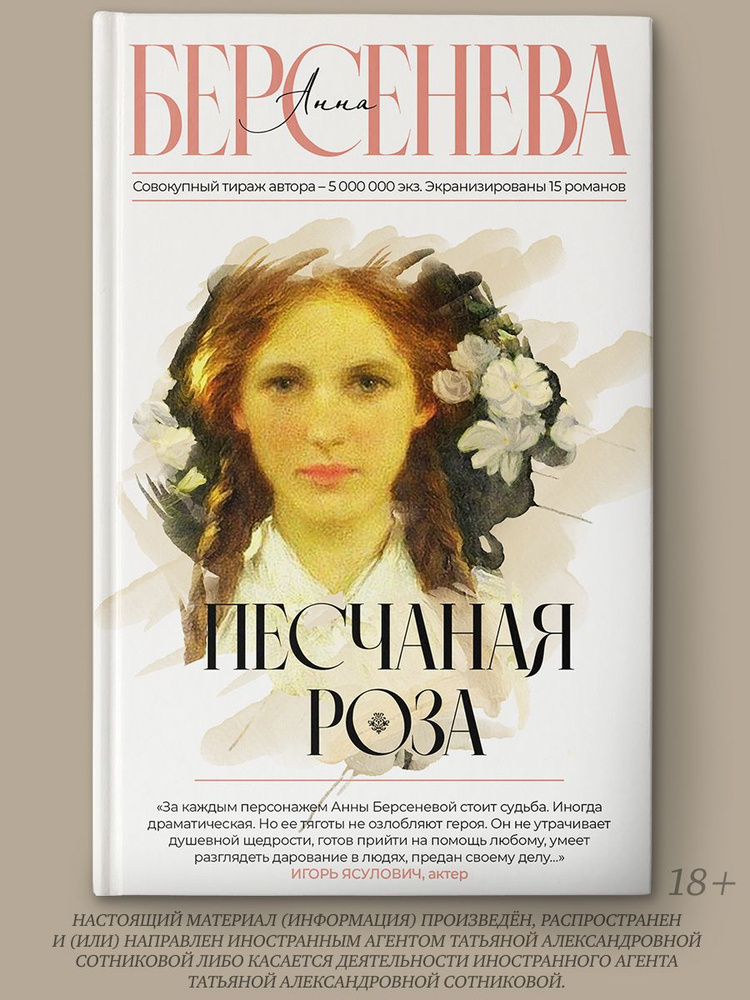 БЕРСЕНЕВА
Анна
Совокупный тираж автора – 5 000 000 экз. Экранизированы 15 романов
ПЕСЧАНАЯ
РОЗА
«За каждым персонажем Анны Берсеневой стоит судьба. Иногда
драматическая. Но ее тяготы не озлобляют героя. Он не утрачивает
душевной щедрости, готов прийти на помощь любому, умеет
разглядеть дарование в людях, предан своему делу...»
ИГОРЬ ЯСУЛОВИЧ, актер
18+
НАСТОЯЩИЙ МАТЕРИАЛ (ИНФОРМАЦИЯ) ПРОИЗВЕДЁН, РАСПРОСТРАНЕН
И (ИЛИ) НАПРАВЛЕН ИНОСТРАННЫМ АГЕНТОМ ТАТЬЯНОЙ АЛЕКСАНДРОВНОЙ
СОТНИКОВОЙ ЛИБО КАСАЕТСЯ ДЕЯТЕЛЬНОСТИ ИНОСТРАННОГО АГЕНТА
ТАТЬЯНОЙ АЛЕКСАНДРОВНОЙ СОТНИКОВОЙ.